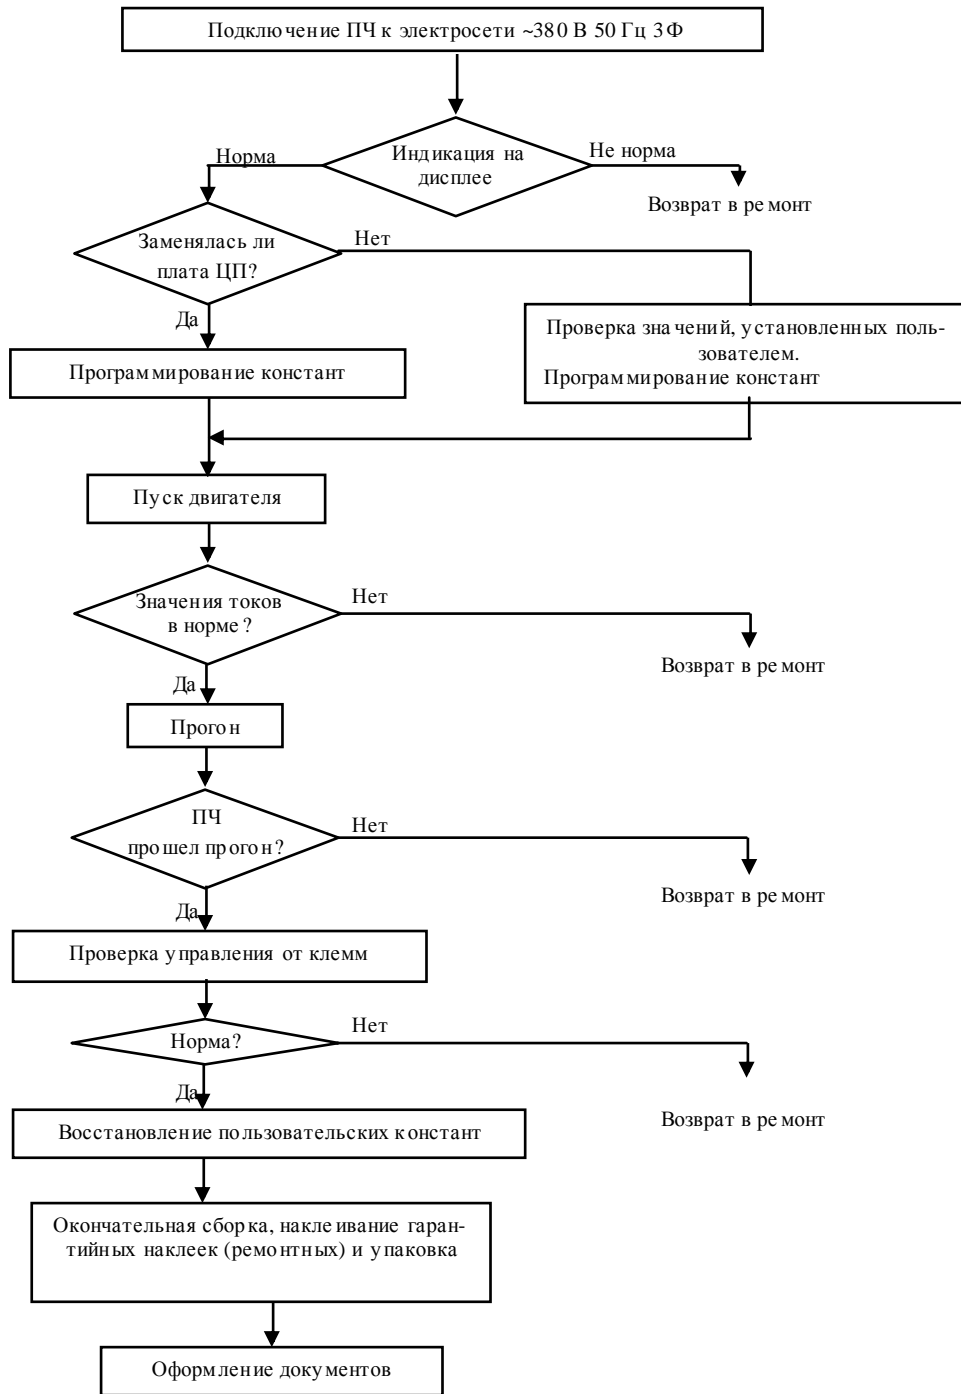 Подключение ПЧ к электросети ~380 В 50 Гц 3Ф
Индикация на
дисплее
Норма
Не норма
Возврат в ремонт
Заменялась ли
плата ЦП?
Нет
Да
Проверка значений, установленных поль-
зователем.
Программирование констант
Программирование констант
Пуск двигателя
Значения токов
в норме?
Нет
Возврат в ремонт
Да
Прогон
ПЧ
прошел прогон?
Нет
Возврат в ремонт
Да
Проверка управления от клемм
Норма?
Нет
Возврат в ремонт
Да
Восстановление пользовательских констант
Окончательная сборка, наклеивание гаран-
тийных наклеек (ремонтных) и упаковка
Оформление документов